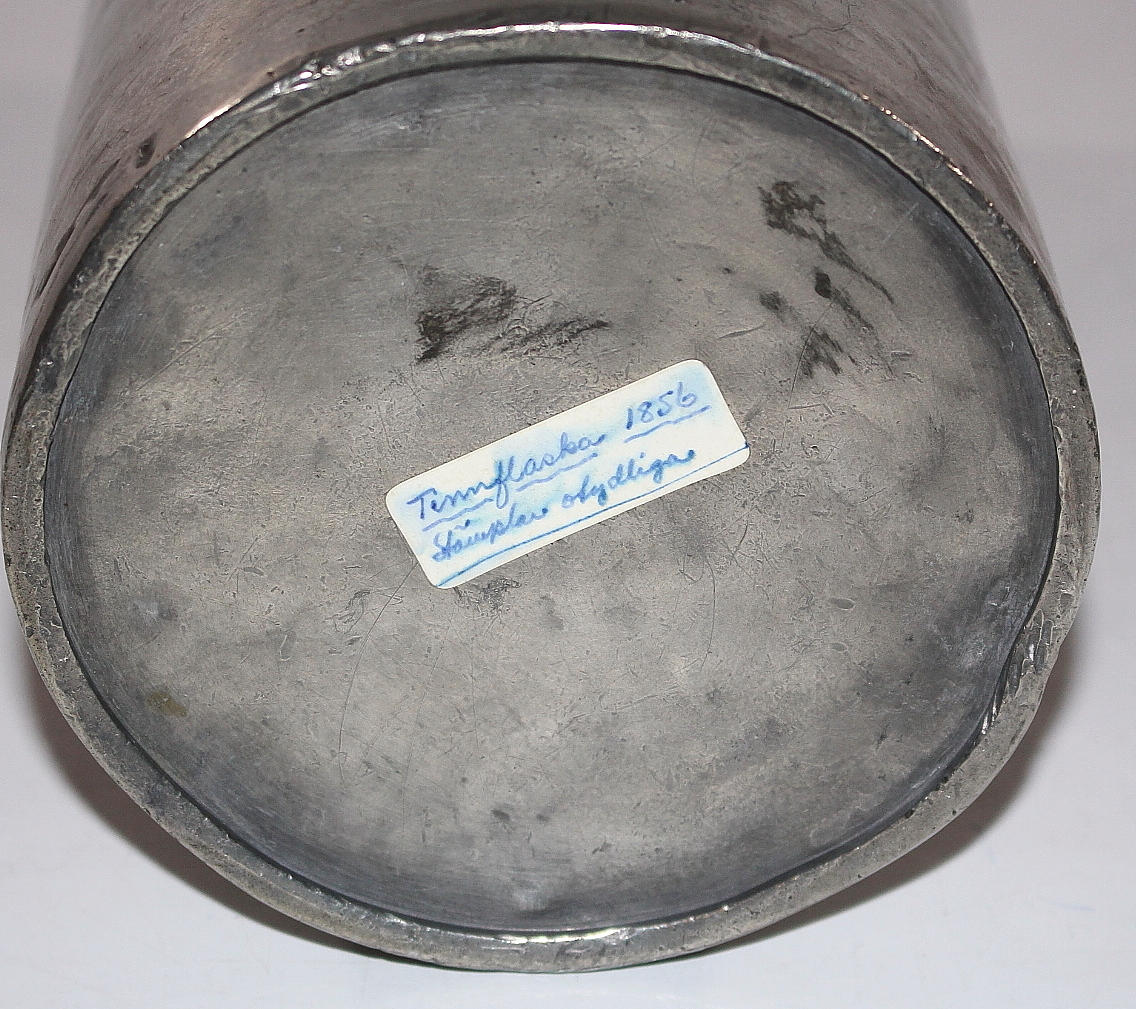 Tennflaska 1856
Stämplar otydliga